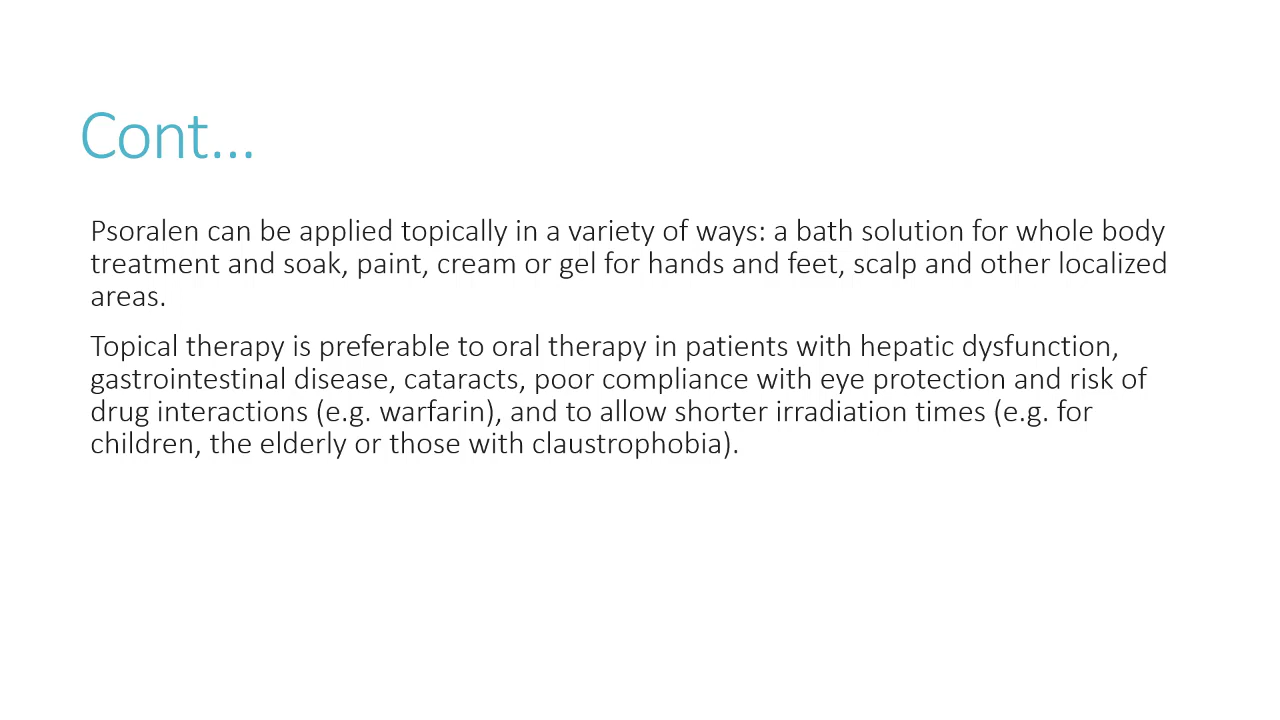 Cont...
Psoralen can be applied topically in a variety of ways: a bath solution for whole body
treatment and soak, paint, cream or gel for hands and feet, scalp and other localized
areas.
Topical therapy is preferable to oral therapy in patients with hepatic dysfunction,
gastrointestinal disease, cataracts, poor compliance with eye protection and risk of
drug interactions (e.g. warfarin), and to allow shorter irradiation times (e.g. for
children, the elderly or those with claustrophobia).